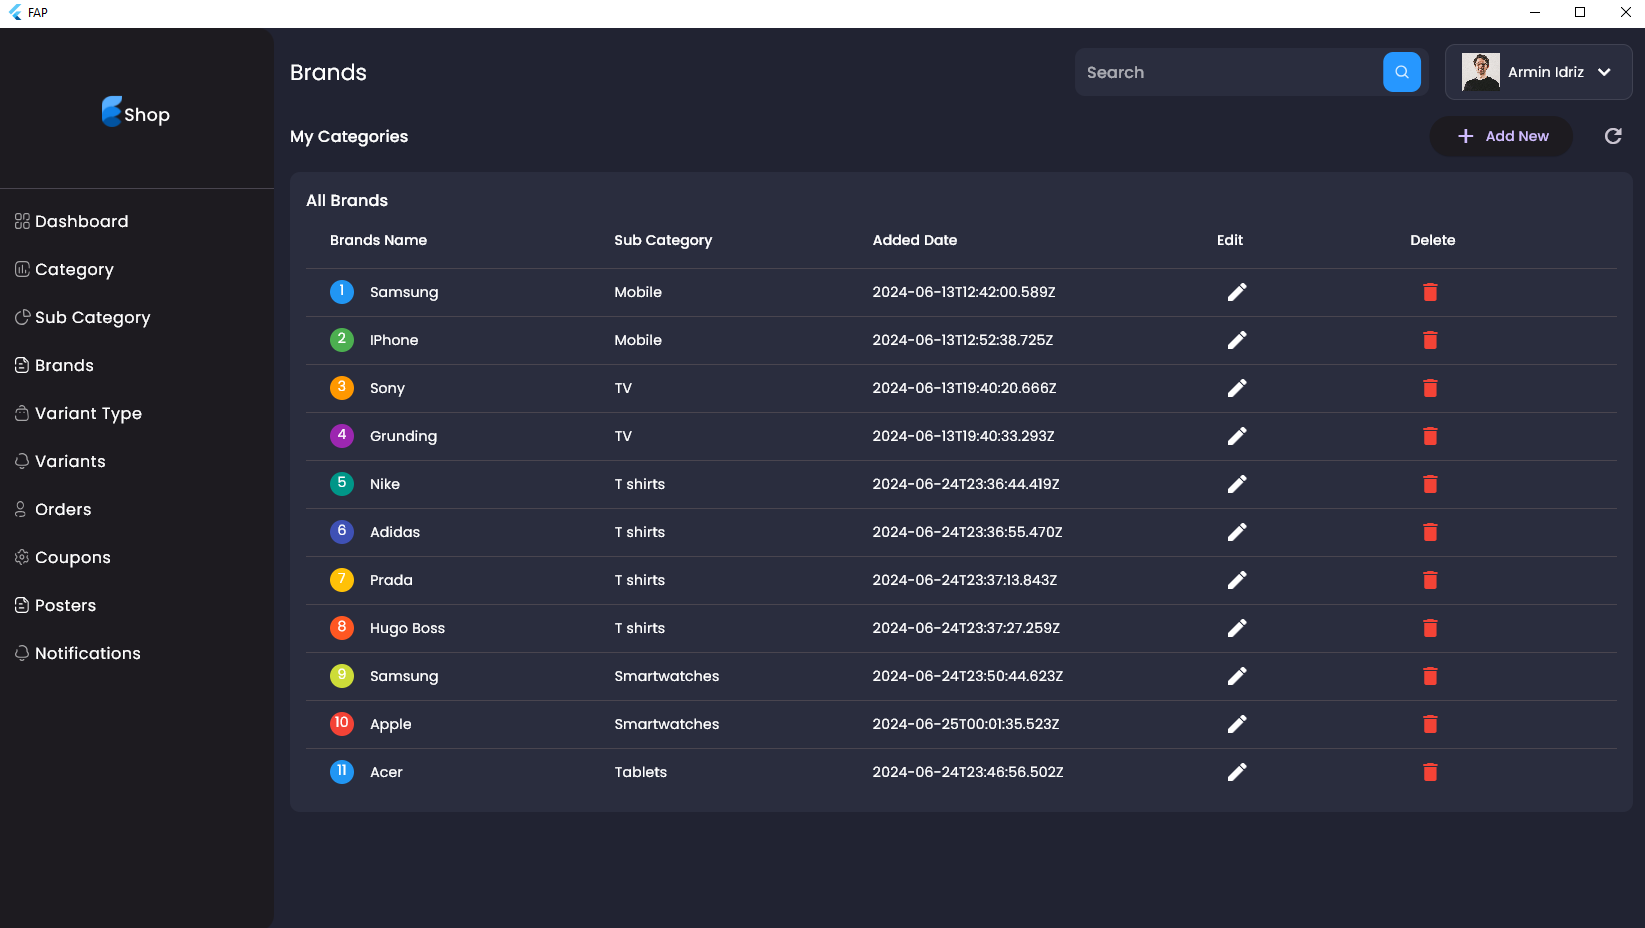 FAP
Shop
Dashboard
Category
Sub Category
Brands
Variant Type
Variants
Orders
Coupons
Posters
Notifications
Brands
Search
Armin Idriz
My Categories
Add New
All Brands
Brands Name Sub Category Added Date Edit Delete
1 Samsung Mobile 2024-06-13T12:42:00.589Z
2 IPhone Mobile 2024-06-13T12:52:38.725Z
3 Sony TV 2024-06-13T19:40:20.666Z
4 Grunding TV 2024-06-13T19:40:33.293Z
5 Nike T shirts 2024-06-24T23:36:44.419Z
6 Adidas T shirts 2024-06-24T23:36:55.470Z
7 Prada T shirts 2024-06-24T23:37:13.843Z
8 Hugo Boss T shirts 2024-06-24T23:37:27.259Z
9 Samsung Smartwatches 2024-06-24T23:50:44.623Z
10 Apple Smartwatches 2024-06-25T00:01:35.523Z
11 Acer Tablets 2024-06-24T23:46:56.502Z